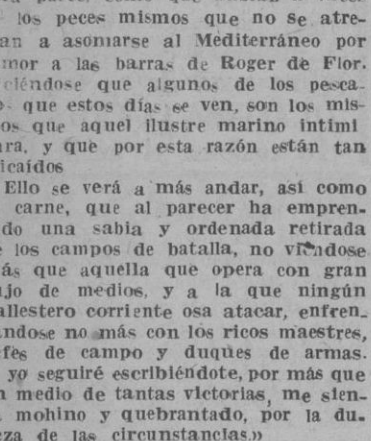 los peces mismos que no se atre-
an a asomarse al Mediterráneo por
mor a las barras de Roger de Flor.
ciéndose que algunos de los pesca-
que estos días se ven, son los mis-
os que aquel ilustre marino intimi
ara, y que por esta razón están tan
icaídos
Ello se verá a más andar, así como
carne, que al parecer ha empren-
do una sabia y ordenada retirada
e los campos de batalla, no viéndose
ás que aquella que opera con gran
ujo de medios, y a la que ningún
allestero corriente osa atacar, enfren-
ándose no más con los ricos maestres,
efes de campo y duques de armas.
yo seguiré escribiéndote, por más que
n medio de tantas victorias, me sien-
mohino y quebrantado, por la du-
eza de las circunstancias.»